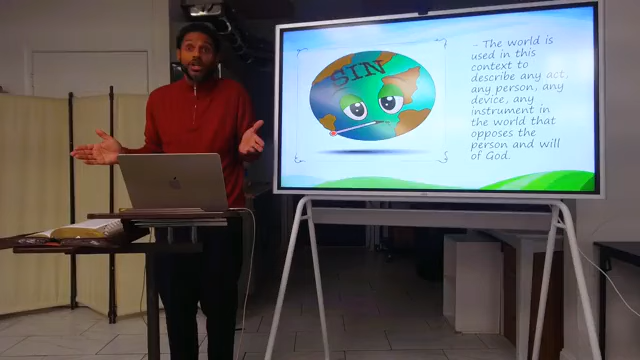 SIN
- The world is
used in this
context to
describe any act,
any person, any
device, any
instrument in
the world that
opposes the
person and will
of God.